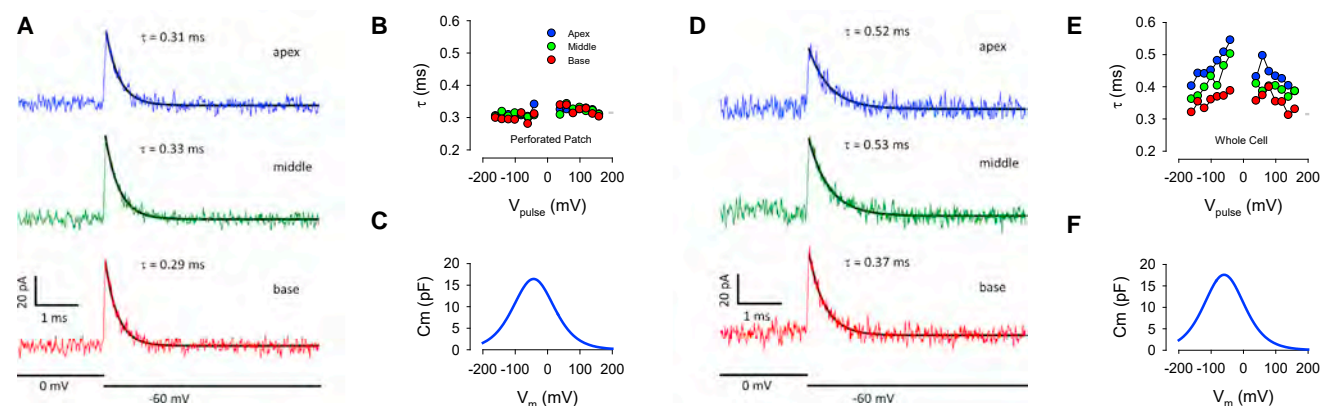 A
τ = 0.31 ms
apex
τ = 0.33 ms
middle
τ = 0.29 ms
base
20 pA
1 ms
0 mV
-60 mV
B
0.6
0.5
0.4
0.3
0.2
τ (ms)
Apex
Middle
Base
Perforated Patch
-200 -100 0 100 200
Vpulse (mV)
C
20
15
10
5
0
Cm (pF)
-200 -100 0 100 200
Vm (mV)
D
τ = 0.52 ms
apex
τ = 0.53 ms
middle
τ = 0.37 ms
base
20 pA
1 ms
0 mV
-60 mV
E
0.6
0.5
0.4
0.3
0.2
τ (ms)
Whole Cell
-200 -100 0 100 200
Vpulse (mV)
F
20
15
10
5
0
Cm (pF)
-200 -100 0 100 200
Vm (mV)